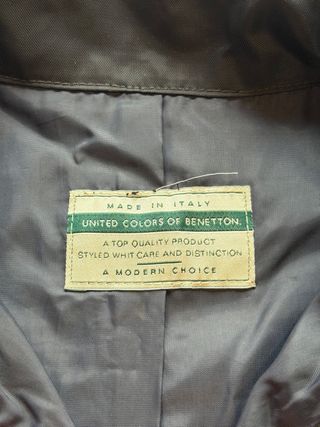 MADE IN ITALY
UNITED COLORS OF BENETTON.
A TOP QUALITY PRODUCT
STYLED WHIT CARE AND DISTINCTION
A MODERN CHOICE